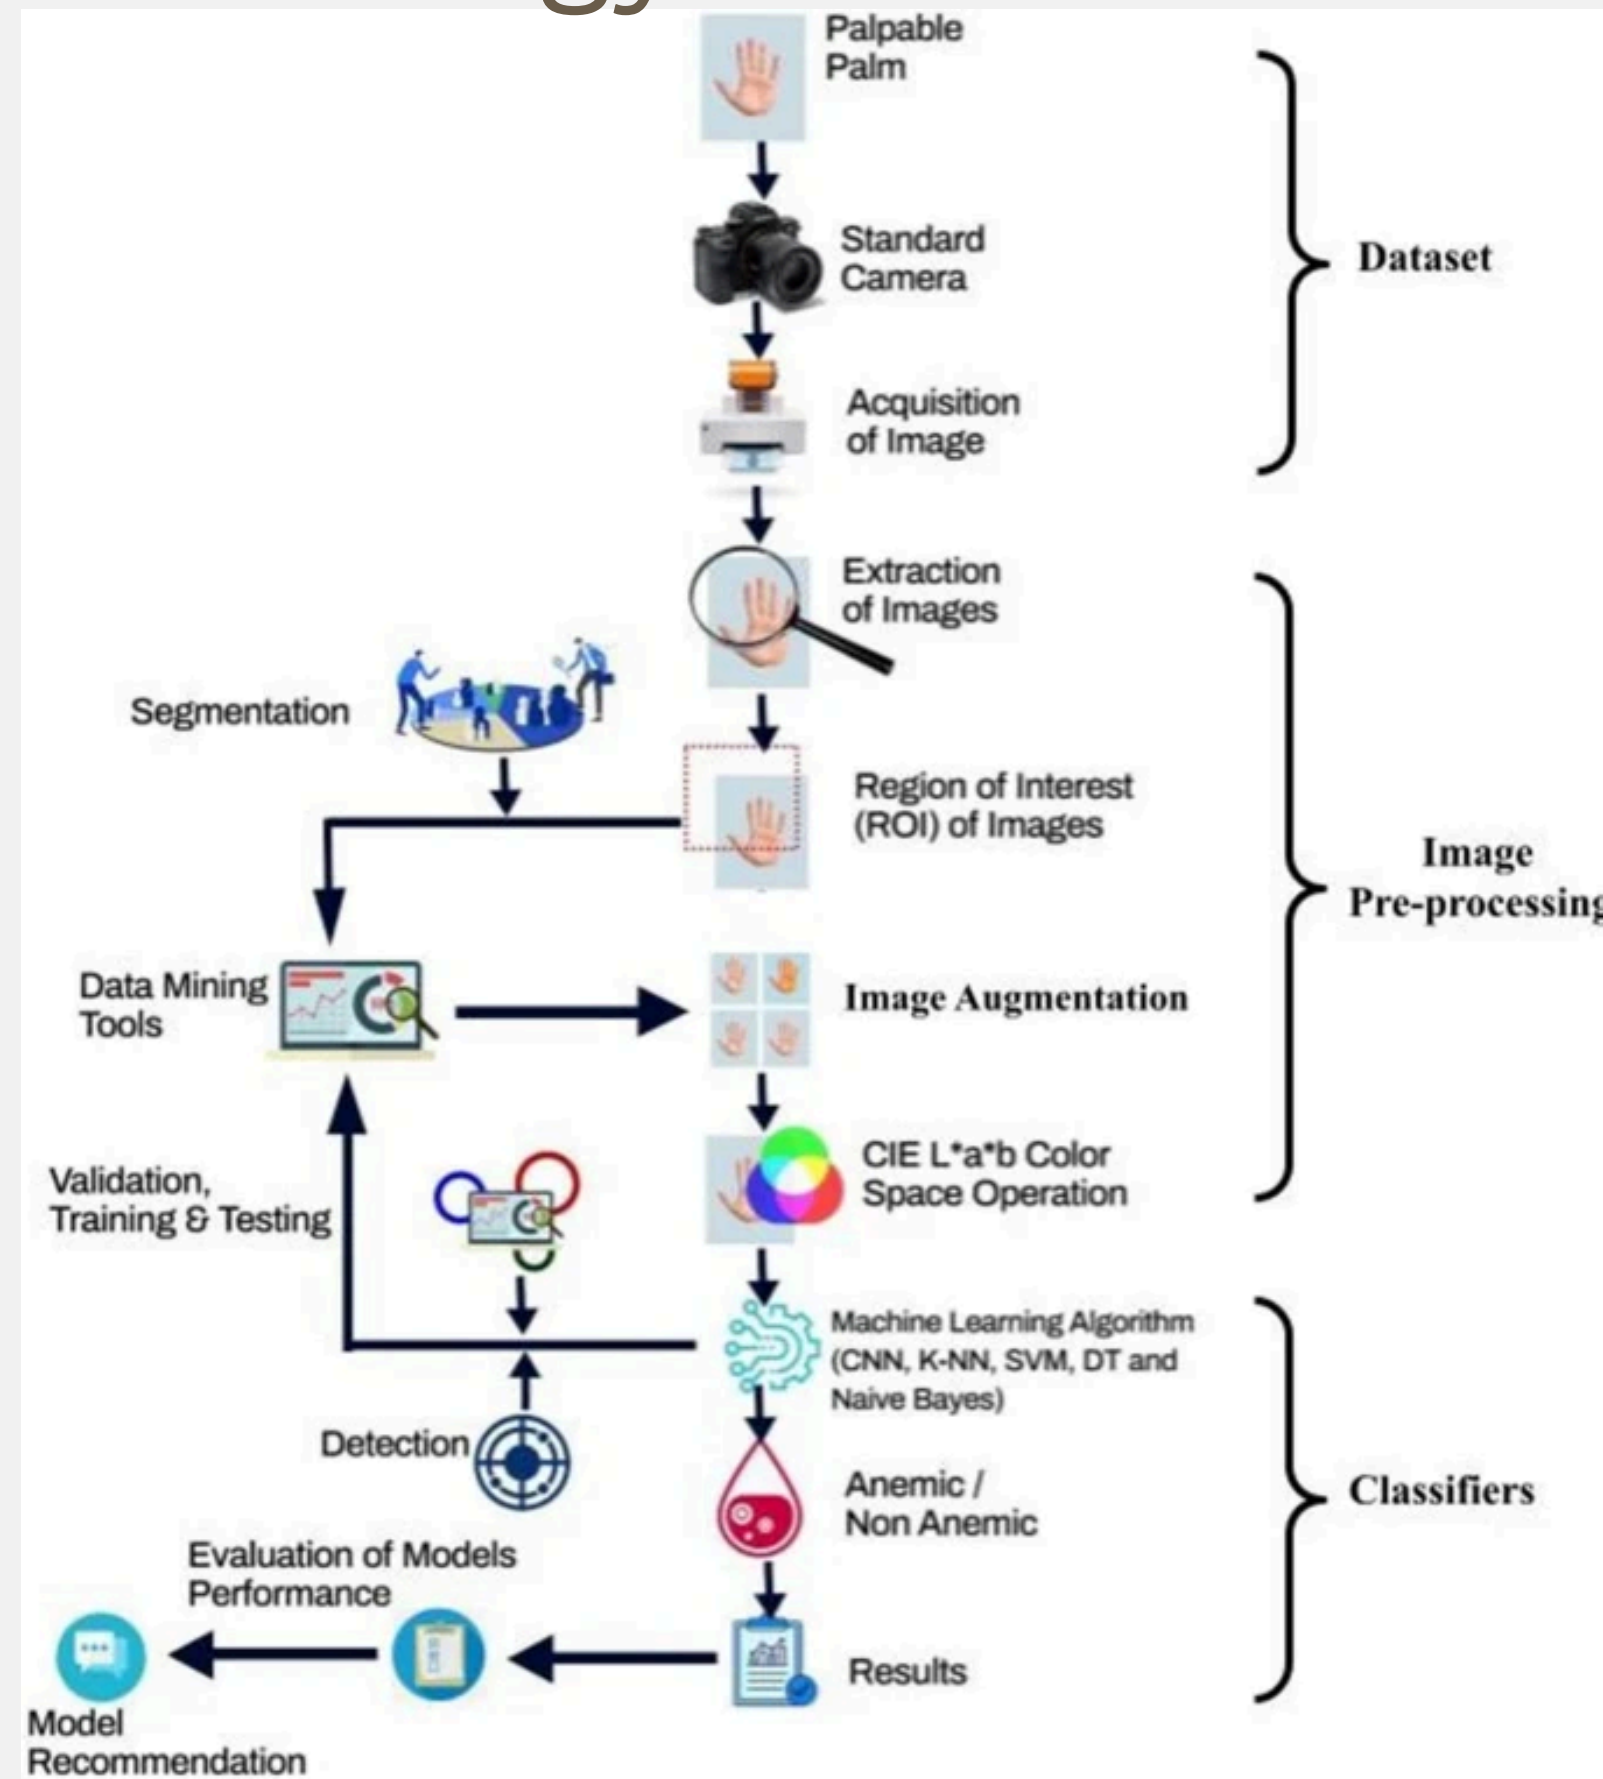 Palpable
Palm
Standard
Camera
Dataset
Acquisition
of Image
Extraction
of Images
Segmentation
Region of Interest
(ROI) of Images
Image
Pre-processing
Data Mining
Tools
Image Augmentation
CIE L*a*b Color
Space Operation
Validation,
Training & Testing
Machine Learning Algorithm
(CNN, K-NN, SVM, DT and
Naive Bayes)
Detection
Anemic /
Non Anemic
Classifiers
Evaluation of Models
Performance
Results
Model
Recommendation